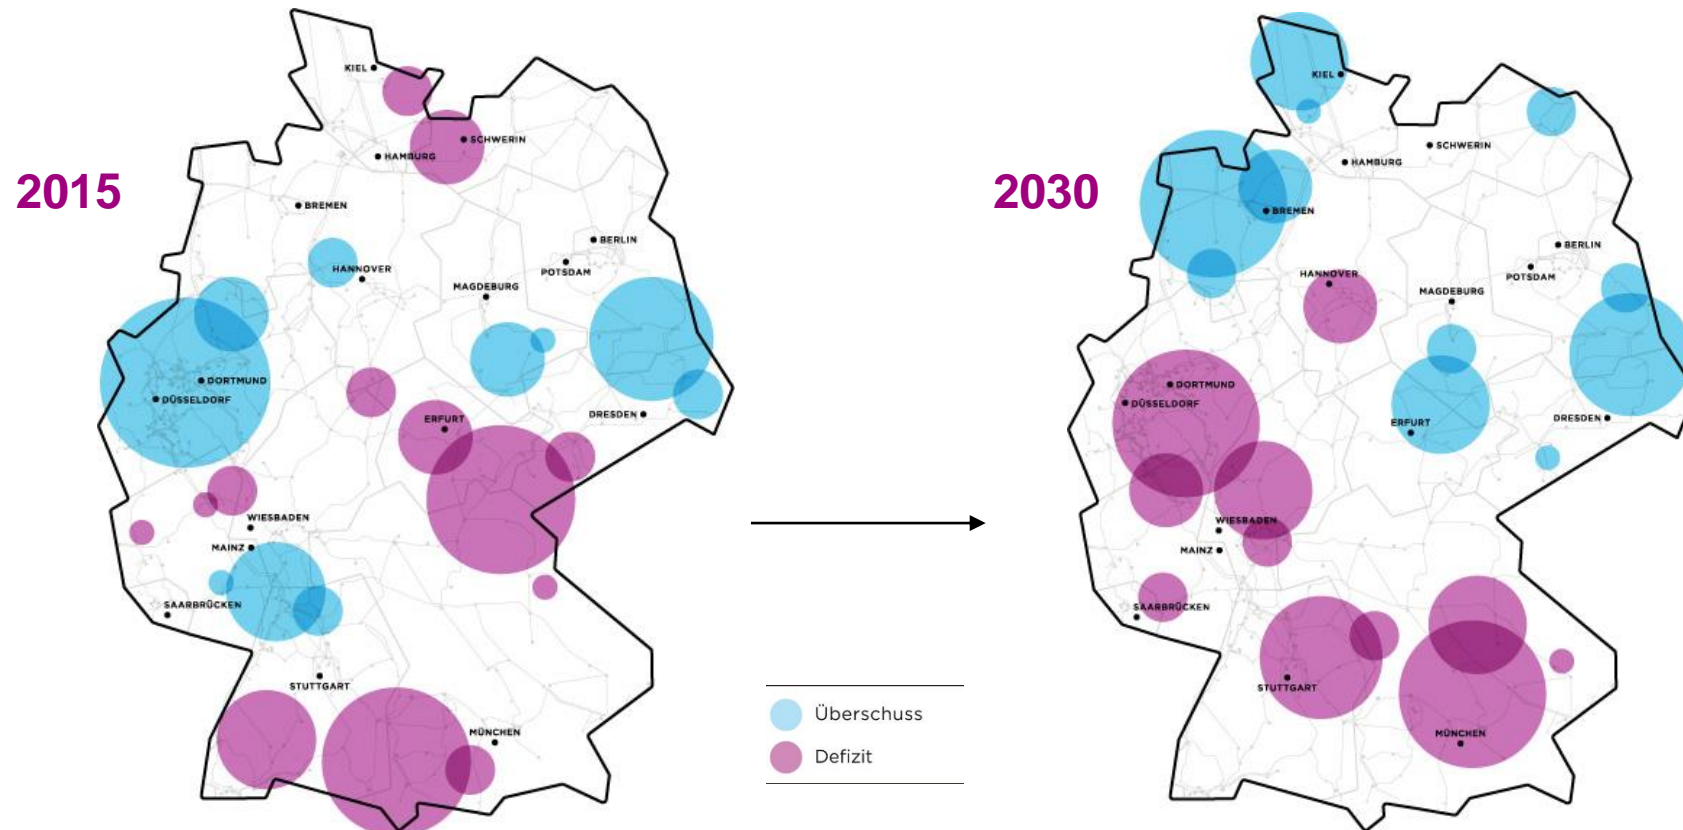 2015
KIEL
SCHWERIN
HAMBURG
BREMEN
BERLIN
HANNOVER
POTSDAM
MAGDEBURG
DORTMUND
DÜSSELDORF
DRESDEN
ERFURT
WIESBADEN
MAINZ
SAARBRÜCKEN
STUTTGART
MÜNCHEN
Überschuss
Defizit
2030
KIEL
SCHWERIN
HAMBURG
BREMEN
BERLIN
POTSDAM
HANNOVER
MAGDEBURG
DORTMUND
DÜSSELDORF
DRESDEN
ERFURT
WIESBADEN
MAINZ
SAARBRÜCKEN
STUTTGART
MÜNCHEN